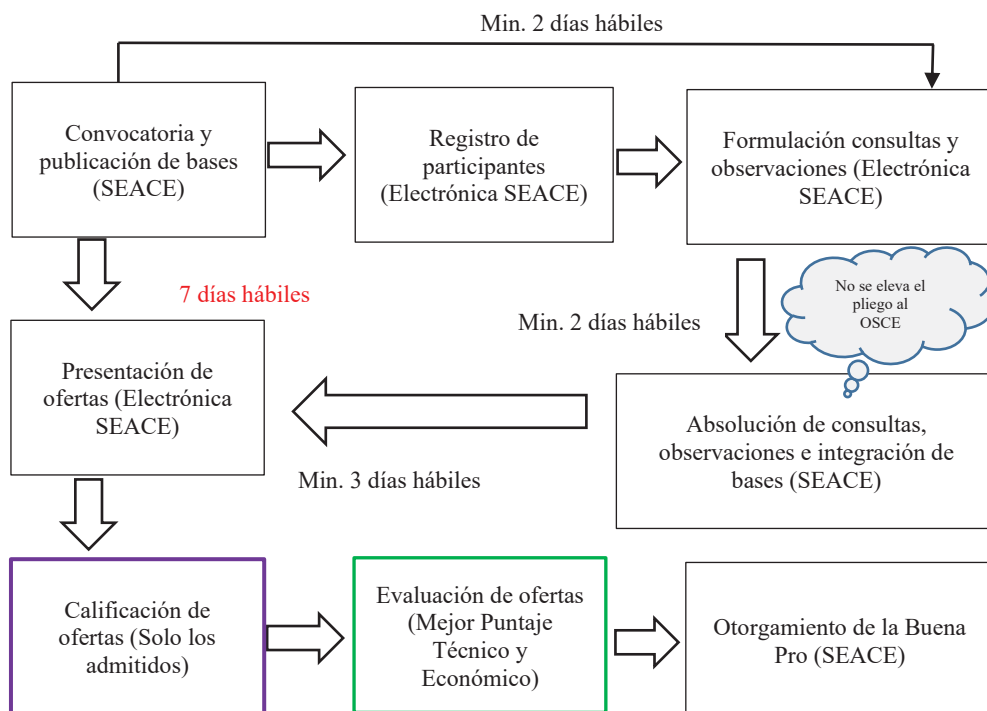 Min. 2 días hábiles
Convocatoria y
publicación de bases
(SEACE)
Registro de
participantes
(Electrónica SEACE)
Formulación consultas y
observaciones (Electrónica
SEACE)
7 días hábiles
Min. 2 días hábiles
No se eleva el
pliego al
OSCE
Presentación de
ofertas (Electrónica
SEACE)
Absolución de consultas,
observaciones e integración de
bases (SEACE)
Min. 3 días hábiles
Calificación de
ofertas (Solo los
admitidos)
Evaluación de ofertas
(Mejor Puntaje
Técnico y
Económico)
Otorgamiento de la Buena
Pro (SEACE)